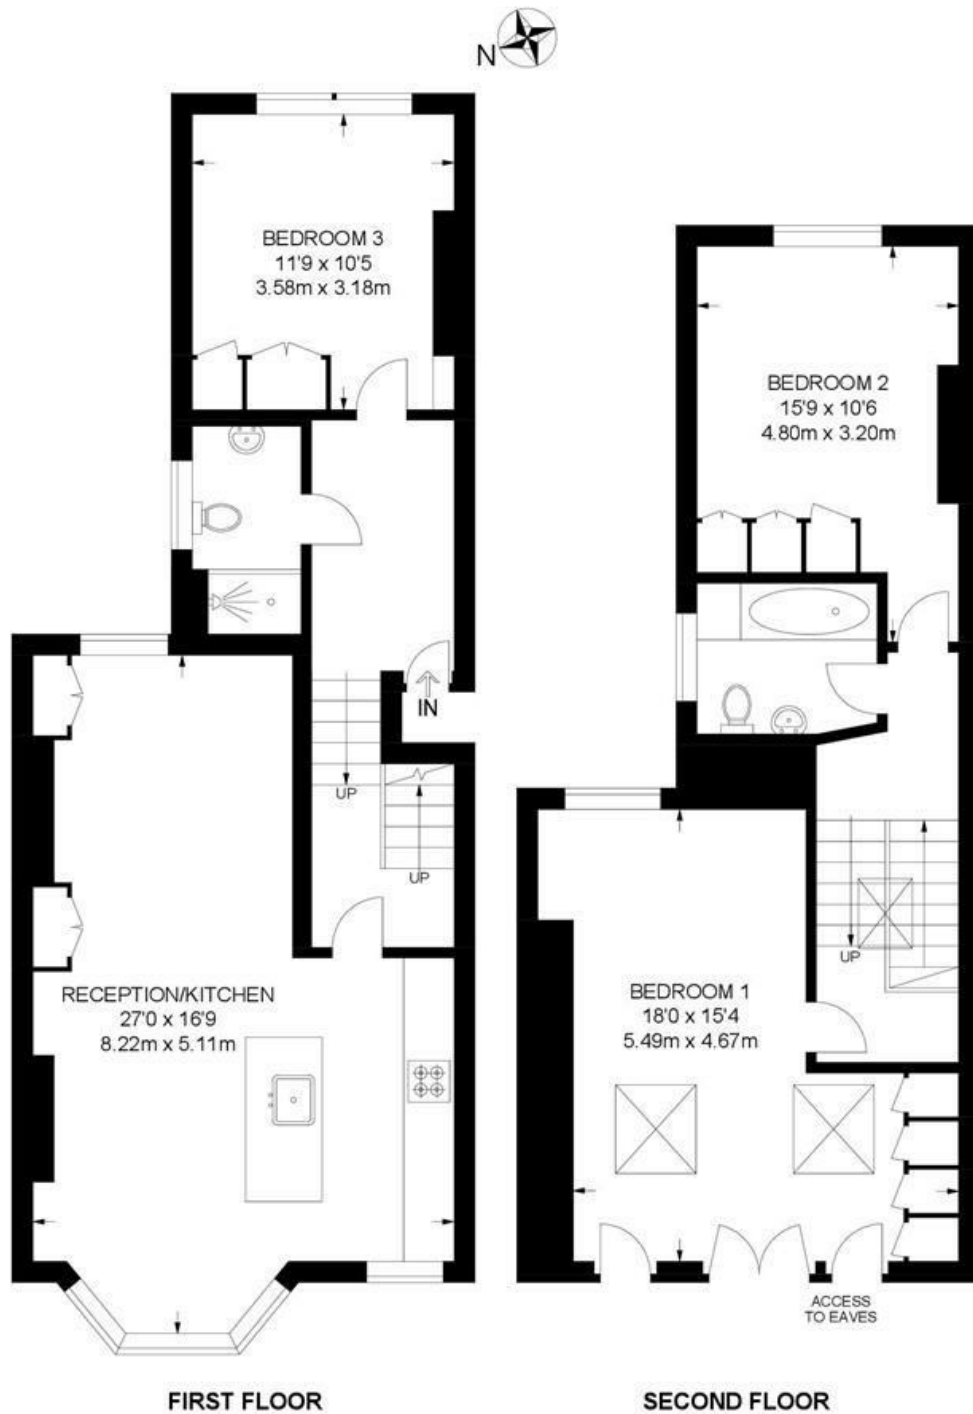 N
BEDROOM 3
11'9 x 10'5
3.58m x 3.18m
IN
UP
UP
RECEPTION/KITCHEN
27'0 x 16'9
8.22m x 5.11m
FIRST FLOOR
BEDROOM 2
15'9 x 10'6
4.80m x 3.20m
UP
BEDROOM 1
18'0 x 15'4
5.49m x 4.67m
ACCESS
TO EAVES
SECOND FLOOR